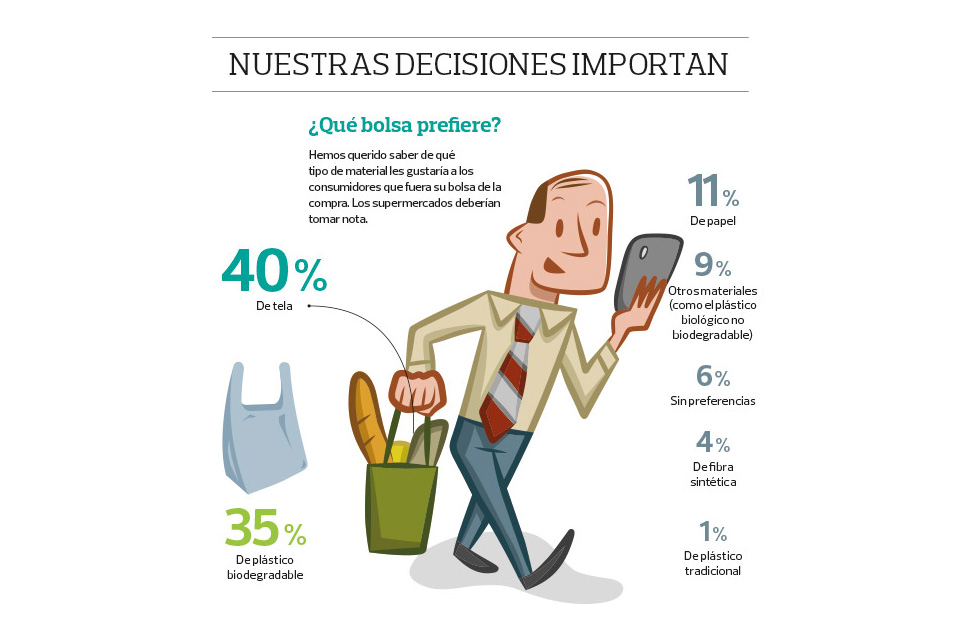 NUESTRAS DECISIONES IMPORTAN
¿Qué bolsa prefiere?
Hemos querido saber de qué
tipo de material les gustaría a los
consumidores que fuera su bolsa de la
compra. Los supermercados deberían
tomar nota.
40%
De tela
35%
De plástico
biodegradable
11%
De papel
9%
Otros materiales
(como el plástico
biológico no
biodegradable)
6%
Sin preferencias
4%
De fibra
sintética
1%
De plástico
tradicional